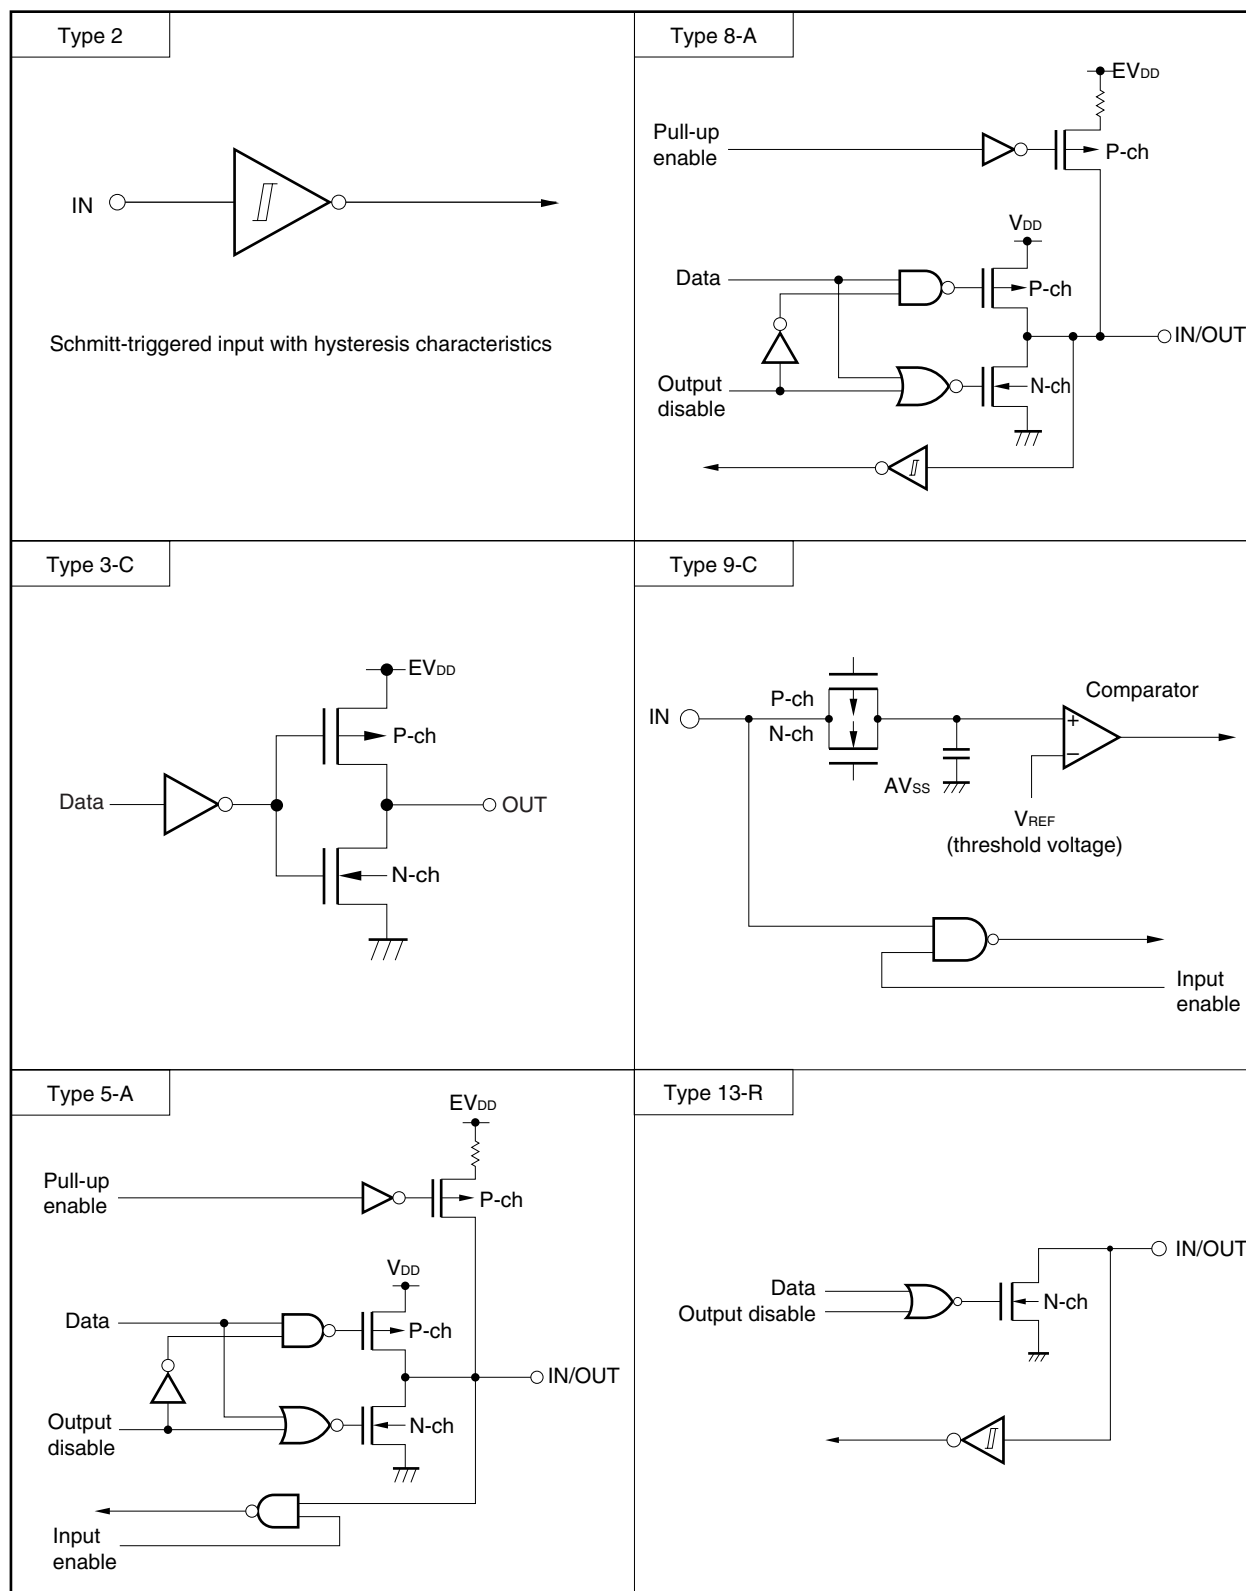 Type 2
IN
Schmitt-triggered input with hysteresis characteristics
Type 8-A
EVDD
Pull-up
enable
P-ch
VDD
Data
P-ch
IN/OUT
Output
disable
N-ch
Type 3-C
EVDD
P-ch
Data
OUT
N-ch
Type 9-C
P-ch
Comparator
IN
N-ch
+
−
AVSS
VREF
(threshold voltage)
Input
enable
Type 5-A
EVDD
Pull-up
enable
P-ch
VDD
Data
P-ch
IN/OUT
Output
disable
N-ch
Input
enable
Type 13-R
IN/OUT
Data
Output disable
N-ch